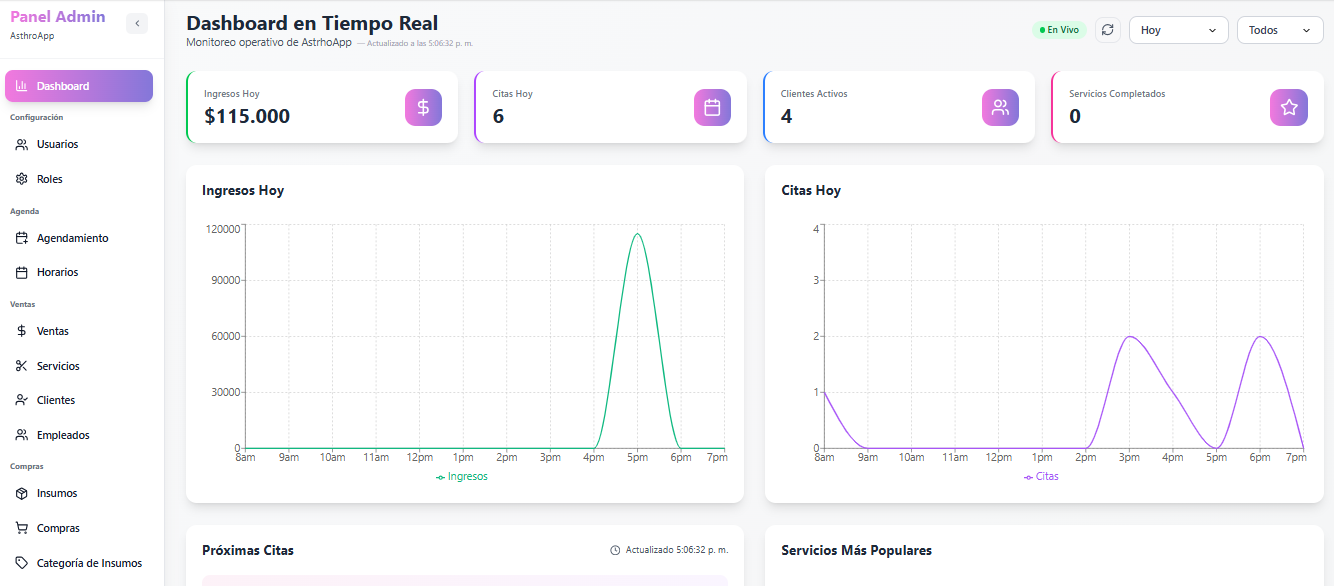 Panel Admin
AsthroApp
Dashboard
Configuración
Usuarios
Roles
Agenda
Agendamiento
Horarios
Ventas
Ventas
Servicios
Clientes
Empleados
Compras
Insumos
Compras
Categoría de Insumos
Dashboard en Tiempo Real
Monitoreo operativo de AstrhoApp — Actualizado a las 5:06:32 p. m.
En Vivo
Hoy
Todos
Ingresos Hoy
$115.000
Citas Hoy
6
Clientes Activos
4
Servicios Completados
0
Ingresos Hoy
120000
90000
60000
30000
0
8am 9am 10am 11am 12pm 1pm 2pm 3pm 4pm 5pm 6pm 7pm
Ingresos
Citas Hoy
4
3
2
1
0
8am 9am 10am 11am 12pm 1pm 2pm 3pm 4pm 5pm 6pm 7pm
Citas
Próximas Citas
Actualizado 5:06:32 p. m.
Servicios Más Populares